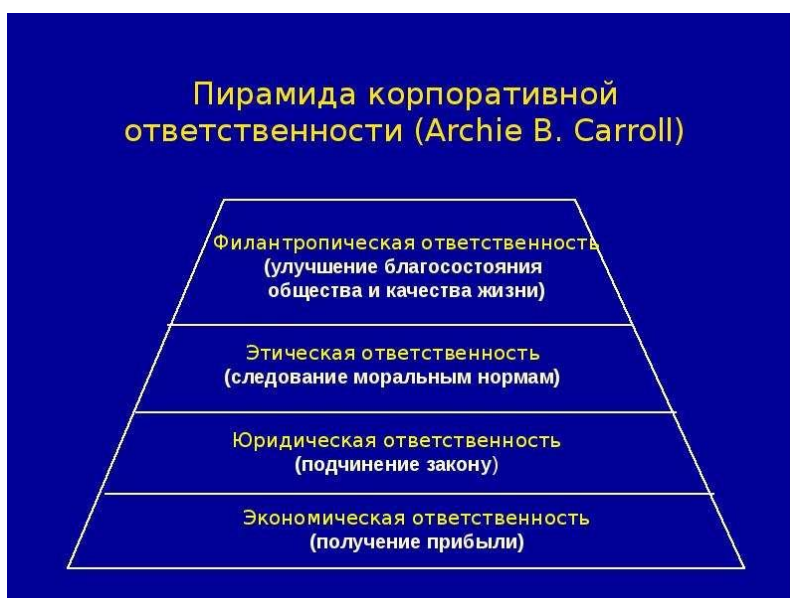 Пирамида корпоративной
ответственности (Archie B. Carroll)
Филантропическая ответственность
(улучшение благосостояния
общества и качества жизни)
Этическая ответственность
(следование моральным нормам)
Юридическая ответственность
(подчинение закону)
Экономическая ответственность
(получение прибыли)